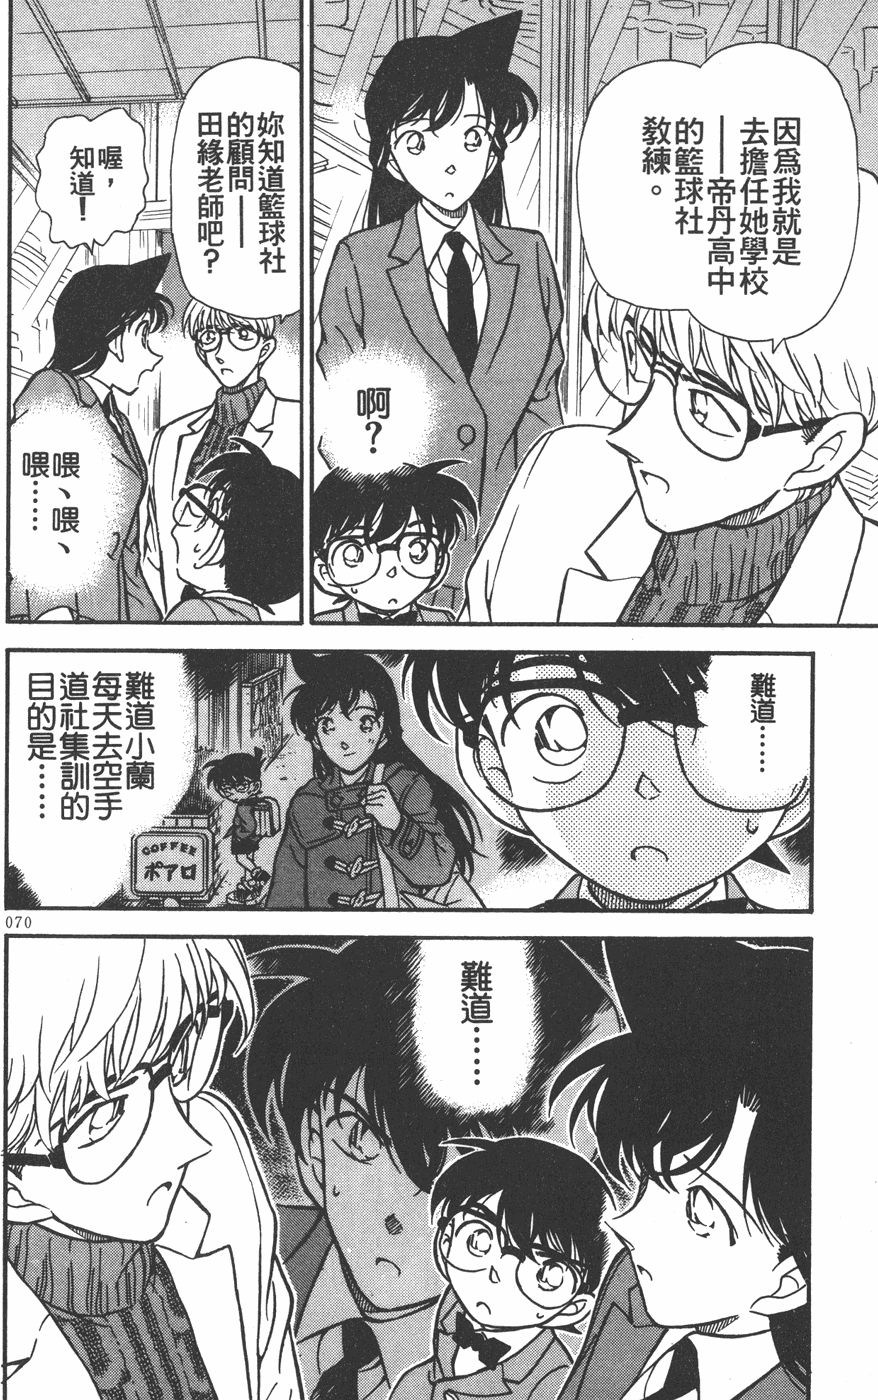 因爲我就是
去擔任她學校
——帝丹高中
的籃球社
教練。
啊?
妳知道籃球社
的顧問——
田緣老師吧?
喔，
知道!
喂、喂、
喂……
難道……
難道小蘭
每天去空手
道社集訓的
目的是……
COFFEE
ポアロ
070
難道……